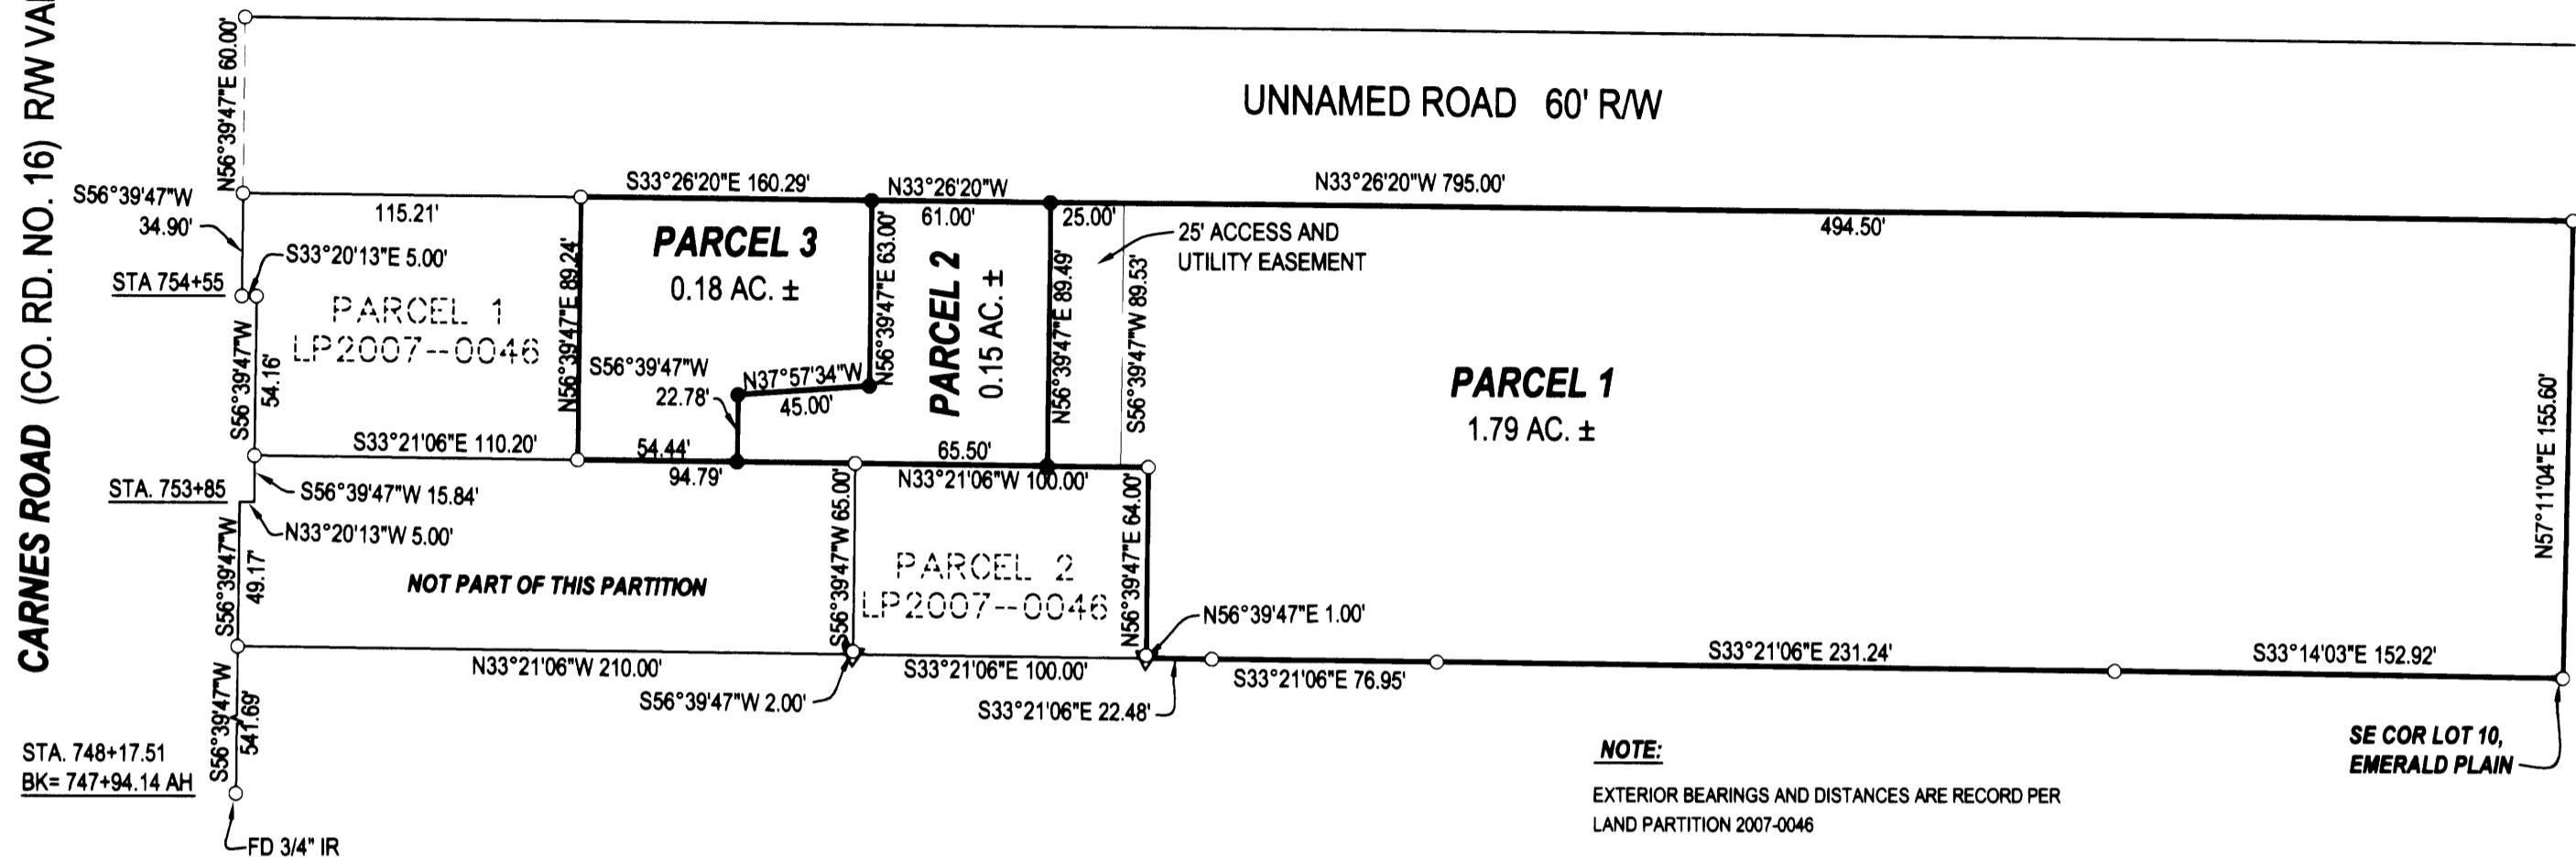 CARNES ROAD (CO. RD. NO. 16) R/W
N56°39'47"E 60.00'
UNNAMED ROAD 60' R/W
S56°39'47"W
34.90'
115.21'
S33°26'20"E 160.29'
N33°26'20"W
61.00'
N33°26'20"W 795.00'
25.00'
494.50'
25' ACCESS AND
UTILITY EASEMENT
S33°20'13"E 5.00'
STA 754+55
PARCEL 1
LP2007--0046
S56°39'47"W
54.16'
N56°39'47"E 89.24'
PARCEL 3
0.18 AC. ±
N56°39'47"E 63.00'
PARCEL 2
0.15 AC. ±
N56°39'47"E 89.49'
S56°39'47"W 89.53'
S56°39'47"W
22.78'
N37°57'34"W
45.00'
PARCEL 1
1.79 AC. ±
N57°11'04"E 155.60'
S33°21'06"E 110.20'
54.44'
94.79'
65.50'
N33°21'06"W 100.00'
STA. 753+85
S56°39'47"W 15.84'
N33°20'13"W 5.00'
S56°39'47"W
49.17'
NOT PART OF THIS PARTITION
S56°39'47"W 65.00'
PARCEL 2
LP2007--0046
N56°39'47"E 64.00'
N56°39'47"E 1.00'
N33°21'06"W 210.00'
S56°39'47"W 2.00'
S33°21'06"E 100.00'
S33°21'06"E 22.48'
S33°21'06"E 76.95'
S33°21'06"E 231.24'
S33°14'03"E 152.92'
S56°39'47"W
541.69'
STA. 748+17.51
BK= 747+94.14 AH
FD 3/4" IR
NOTE:
EXTERIOR BEARINGS AND DISTANCES ARE RECORD PER
LAND PARTITION 2007-0046
SE COR LOT 10,
EMERALD PLAIN